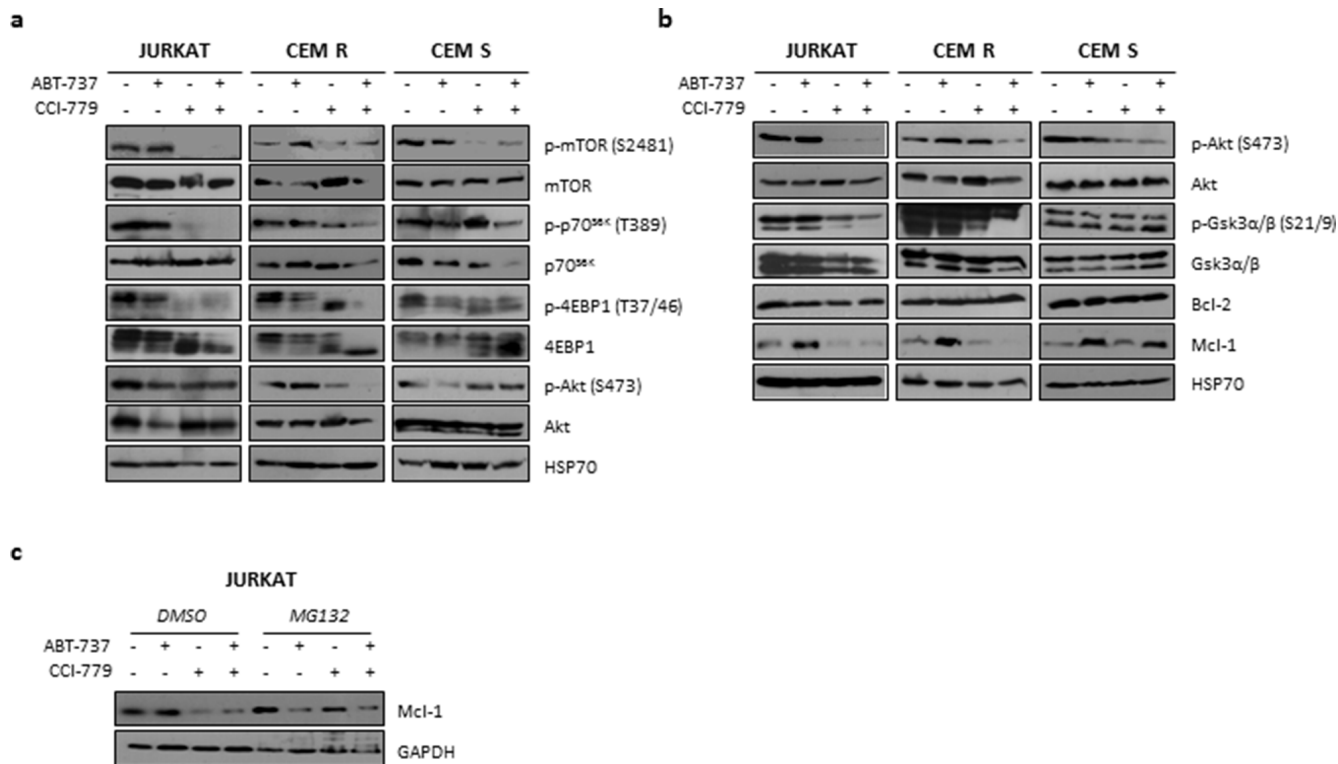 a
JURKAT CEM R CEM S
ABT-737 - + - + - + - + - + - +
CCI-779 - - + + - - + + - - + +
p-mTOR (S2481)
mTOR
p-p70ˢ⁶ᴷ (T389)
p70ˢ⁶ᴷ
p-4EBP1 (T37/46)
4EBP1
p-Akt (S473)
Akt
HSP70
b
JURKAT CEM R CEM S
ABT-737 - + - + - + - + - + - +
CCI-779 - - + + - - + + - - + +
p-Akt (S473)
Akt
p-Gsk3α/β (S21/9)
Gsk3α/β
Bcl-2
Mcl-1
HSP70
c
JURKAT
DMSO MG132
ABT-737 - + - + - + - +
CCI-779 - - + + - - + +
Mcl-1
GAPDH